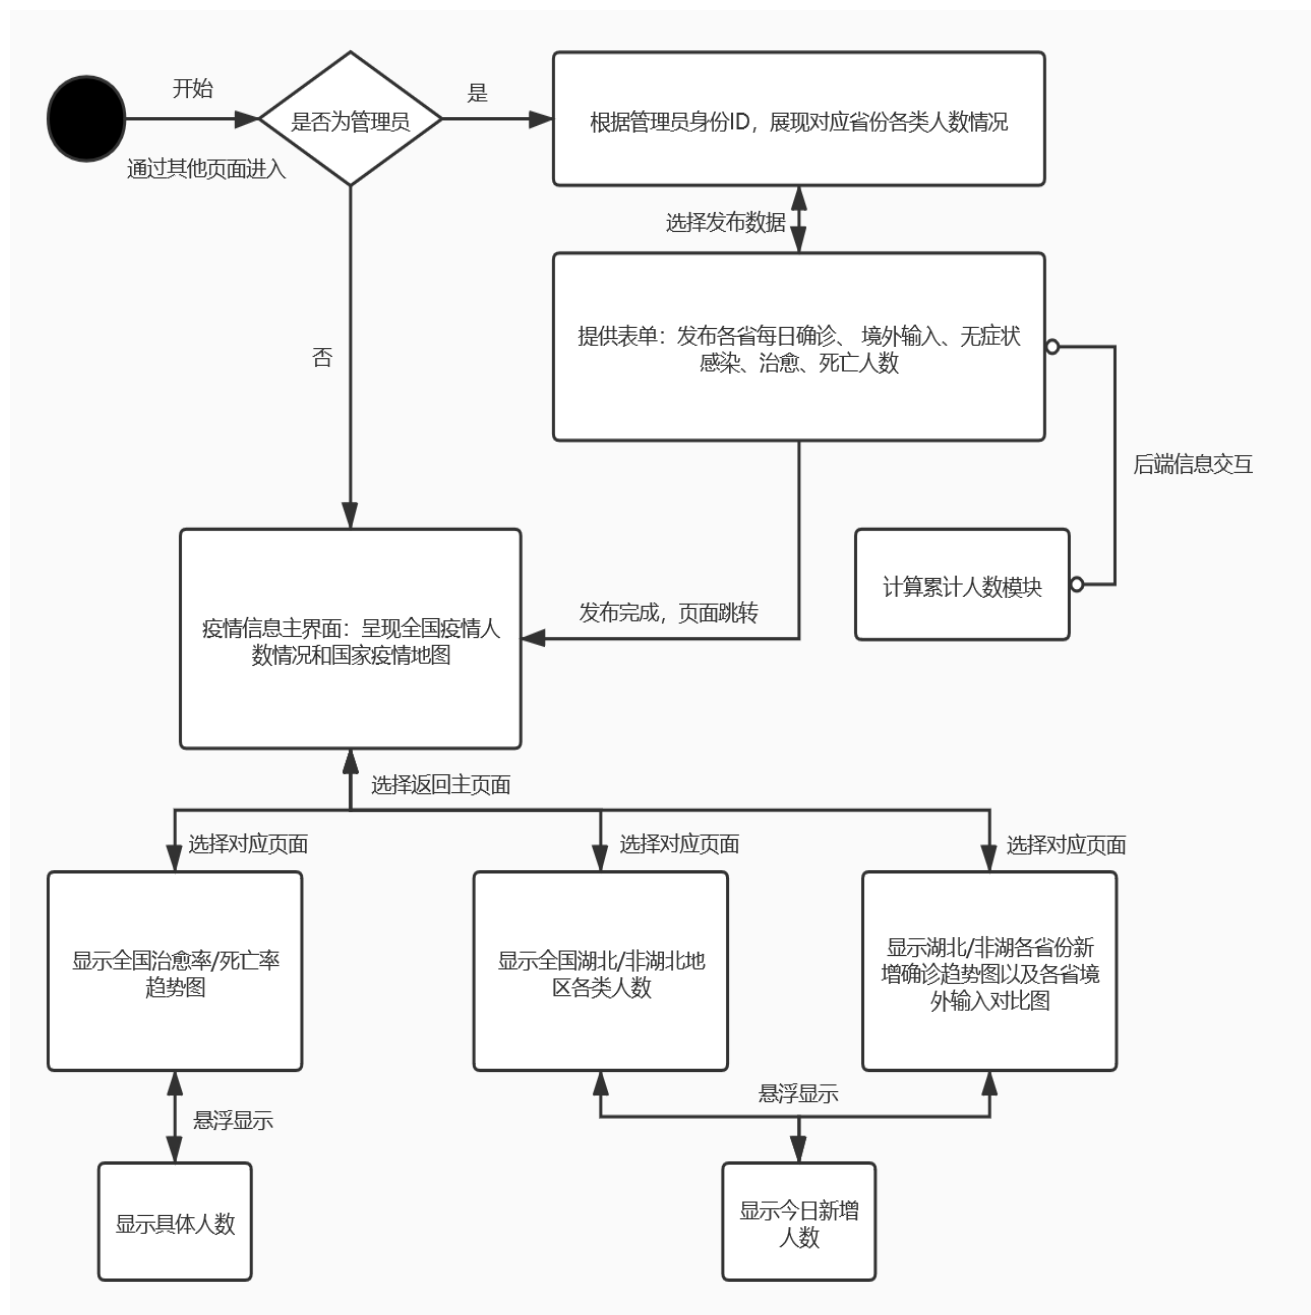 开始
是否为管理员
是
根据管理员身份ID，展现对应省份各类人数情况
通过其他页面进入
选择发布数据
提供表单：发布各省每日确诊、 境外输入、无症状
感染、治愈、死亡人数
否
后端信息交互
计算累计人数模块
发布完成，页面跳转
疫情信息主界面：呈现全国疫情人
数情况和国家疫情地图
选择返回主页面
选择对应页面
选择对应页面
选择对应页面
显示全国治愈率/死亡率
趋势图
显示全国湖北/非湖北地
区各类人数
显示湖北/非湖各省份新
增确诊趋势图以及各省境
外输入对比图
悬浮显示
悬浮显示
显示具体人数
显示今日新增
人数